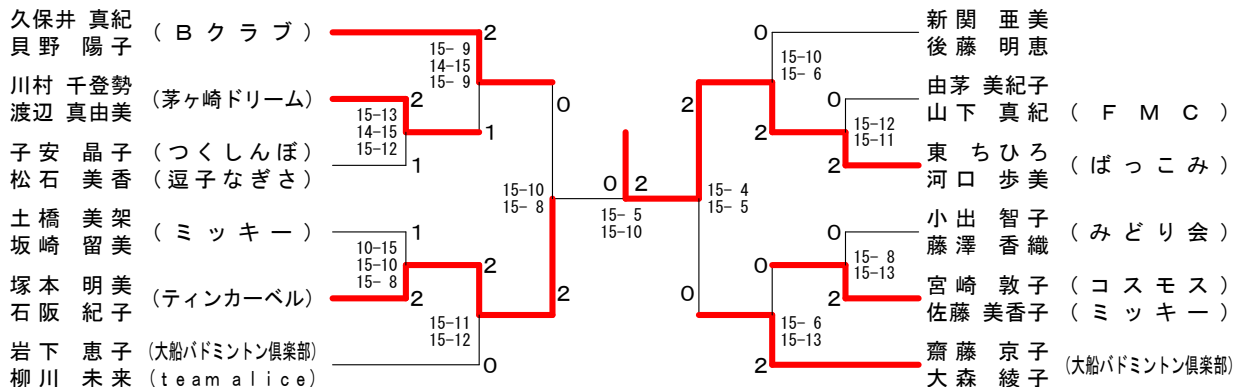 久保井 真紀
貝野 陽子
(Bクラブ)
2
15- 9
14-15
15- 9
川村 千登勢
渡辺 真由美
(茅ヶ崎ドリーム)
2
15-13
14-15
15-12
1
0
子安 晶子 (つくしんぼ)
松石 美香 (逗子なぎさ)
1
15-10
15- 8
土橋 美架
坂崎 留美
(ミッキー)
1
10-15
15-10
15- 8
2
塚本 明美
石阪 紀子
(ティンカーベル)
2
2
15-11
15-12
岩下 恵子 (大船バドミントン倶楽部)
柳川 未来 (team alice)
0
0 2
15- 5
15-10
新関 亜美
後藤 明恵
0
15-10
15- 6
由茅 美紀子
山下 真紀 (FMC)
0
2
2
15-12
15-11
東 ちひろ
河口 歩美
(ばっこみ)
2
15- 4
15- 5
小出 智子
藤澤 香織
(みどり会)
0
15- 8
15-13
0
宮崎 敦子 (コスモス)
佐藤 美香子 (ミッキー)
2
0
15- 6
15-13
齋藤 京子
大森 綾子
(大船バドミントン倶楽部)
2